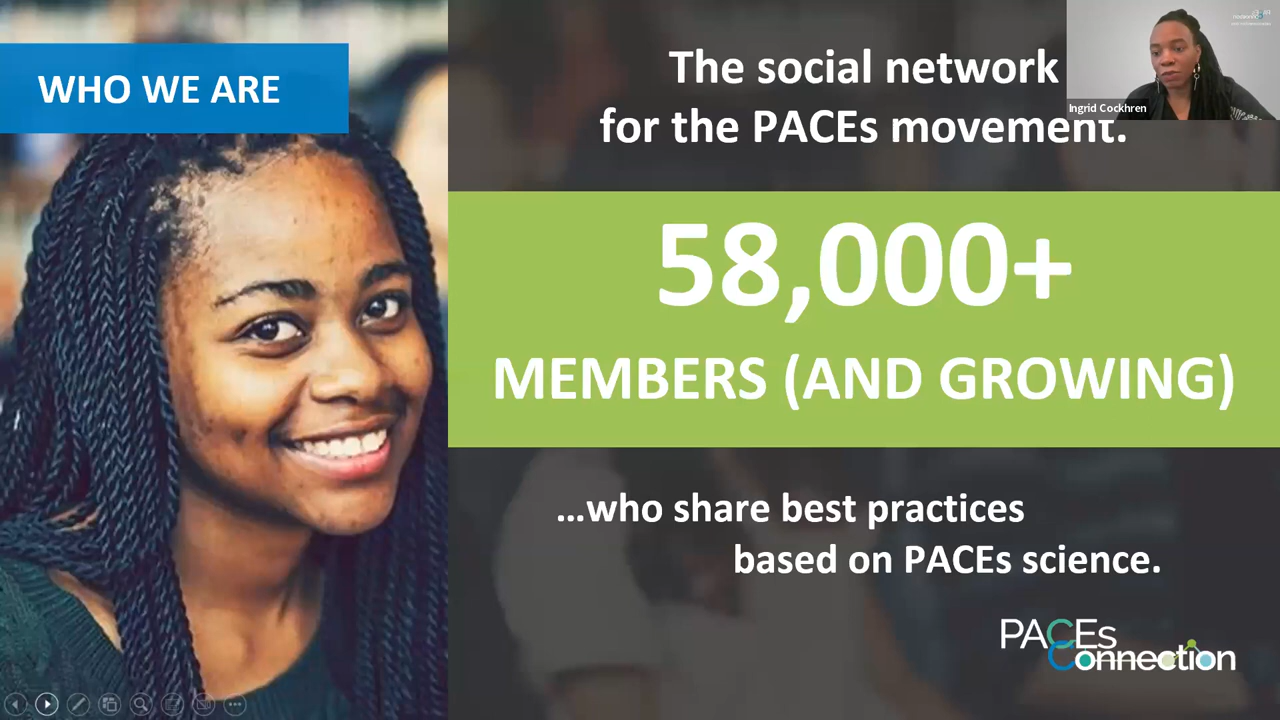 WHO WE ARE
The social network
for the PACEs movement.
Ingrid Cockhren
58,000+
MEMBERS (AND GROWING)
...who share best practices
based on PACEs science.
PACEs
Connection